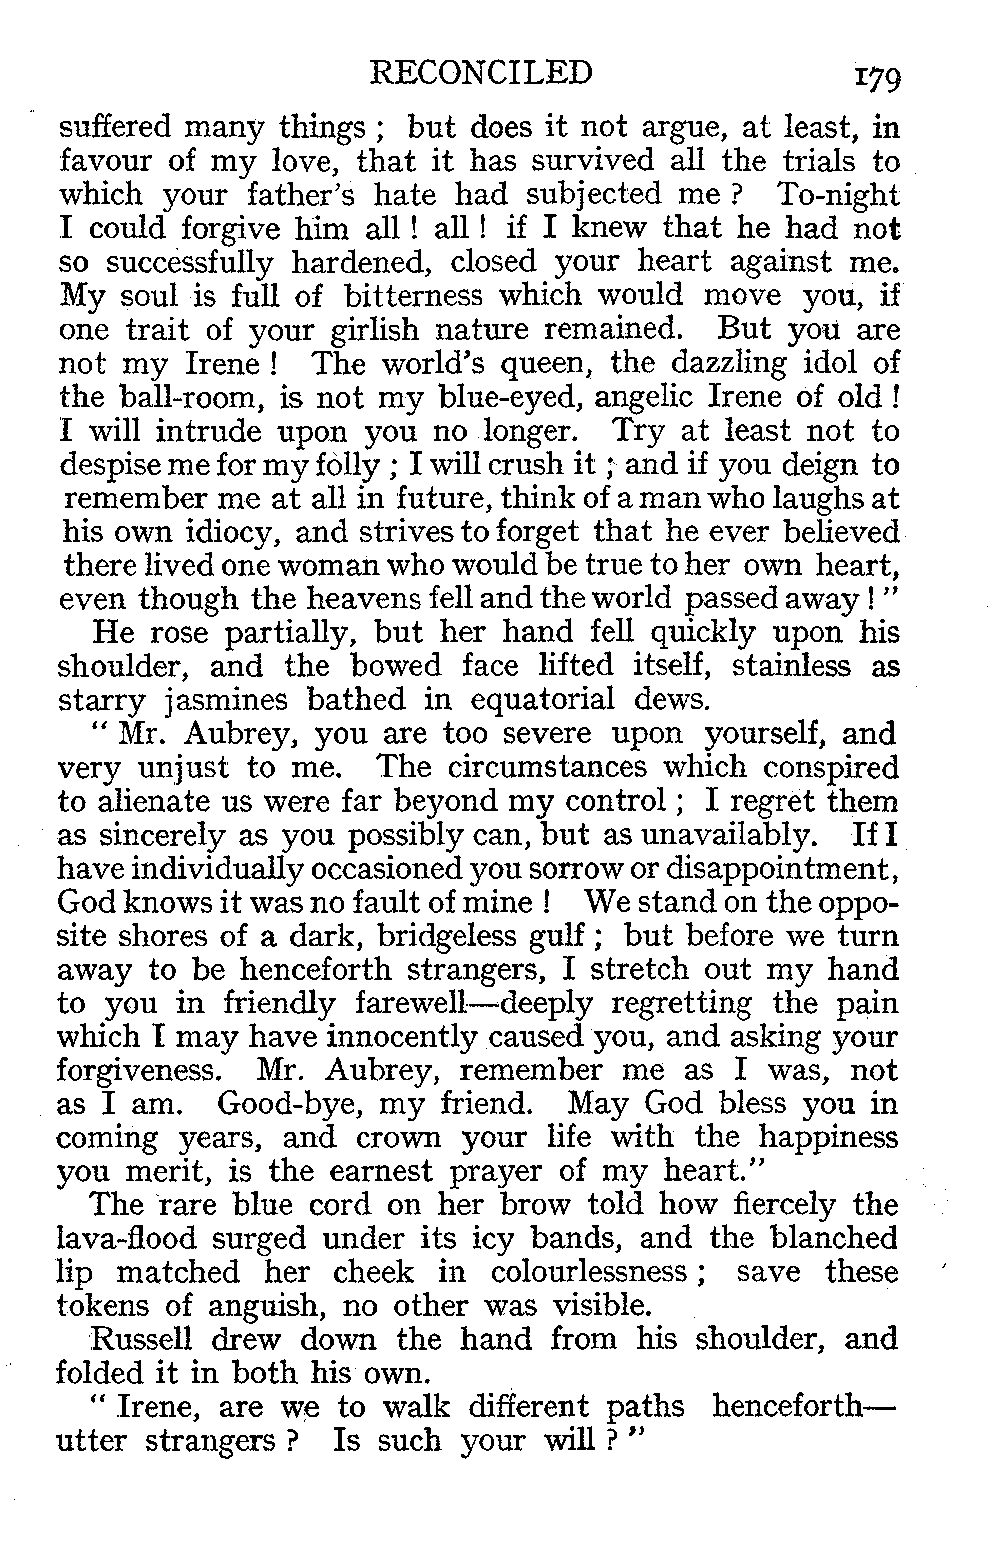 RECONCILED 179
suffered many things ; but does it not argue, at least, in
favour of my love, that it has survived all the trials to
which your father's hate had subjected me ? To-night
I could forgive him all ! all ! if I knew that he had not
so successfully hardened, closed your heart against me.
My soul is full of bitterness which would move you, if
one trait of your girlish nature remained. But you are
not my Irene ! The world's queen, the dazzling idol of
the ball-room, is not my blue-eyed, angelic Irene of old !
I will intrude upon you no longer. Try at least not to
despise me for my folly ; I will crush it ; and if you deign to
remember me at all in future, think of a man who laughs at
his own idiocy, and strives to forget that he ever believed
there lived one woman who would be true to her own heart,
even though the heavens fell and the world passed away ! ”
He rose partially, but her hand fell quickly upon his
shoulder, and the bowed face lifted itself, stainless as
starry jasmines bathed in equatorial dews.
“ Mr. Aubrey, you are too severe upon yourself, and
very unjust to me. The circumstances which conspired
to alienate us were far beyond my control ; I regret them
as sincerely as you possibly can, but as unavailably. If I
have individually occasioned you sorrow or disappointment,
God knows it was no fault of mine ! We stand on the oppo-
site shores of a dark, bridgeless gulf ; but before we turn
away to be henceforth strangers, I stretch out my hand
to you in friendly farewell—deeply regretting the pain
which I may have innocently caused you, and asking your
forgiveness. Mr. Aubrey, remember me as I was, not
as I am. Good-bye, my friend. May God bless you in
coming years, and crown your life with the happiness
you merit, is the earnest prayer of my heart.”
The rare blue cord on her brow told how fiercely the
lava-flood surged under its icy bands, and the blanched
lip matched her cheek in colourlessness ; save these
tokens of anguish, no other was visible.
Russell drew down the hand from his shoulder, and
folded it in both his own.
“ Irene, are we to walk different paths henceforth—
utter strangers ? Is such your will ? ”